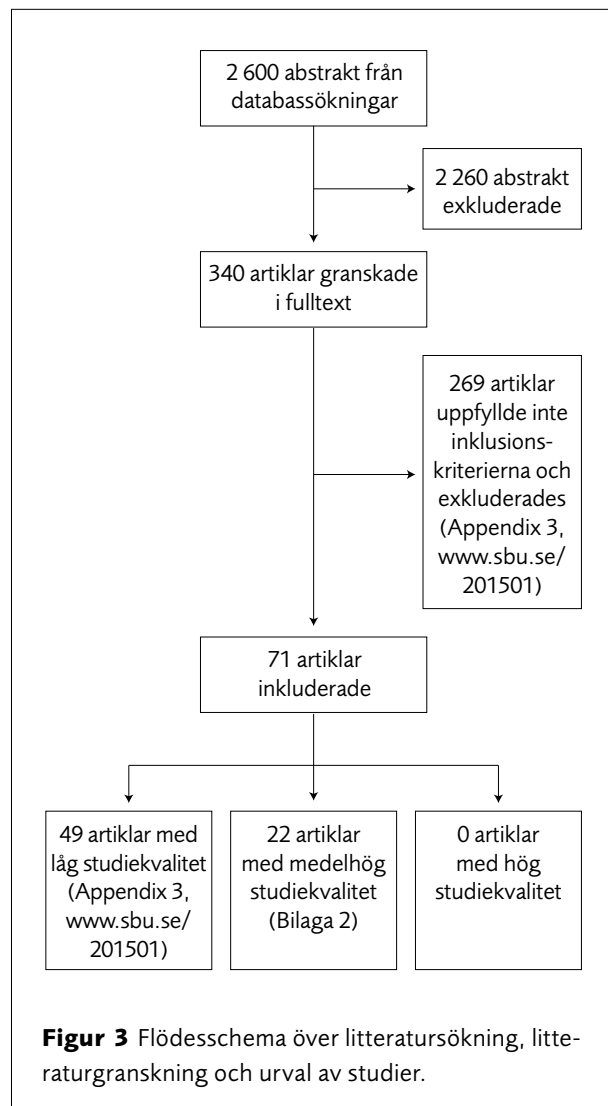 2 600 abstrakt från
databassökningar
2 260 abstrakt
exkluderade
340 artiklar granskade
i fulltext
269 artiklar
uppfyllde inte
inklusions-
kriterierna och
exkluderades
(Appendix 3,
www.sbu.se/
201501)
71 artiklar
inkluderade
49 artiklar med
låg studiekvalitet
(Appendix 3,
www.sbu.se/
201501)
22 artiklar
med medelhög
studiekvalitet
(Bilaga 2)
0 artiklar
med hög
studiekvalitet
Figur 3 Flödesschema över litteratursökning, litte-
raturgranskning och urval av studier.